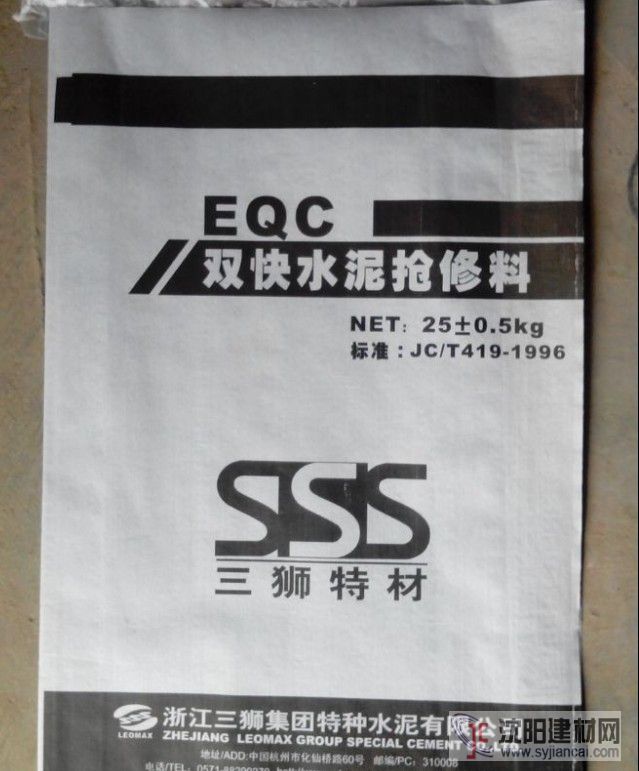 EQC
双快水泥抢修料
NET: 25±0.5kg
标准：JC/T419-1996
SSS
三狮特材
浙江三狮集团特种水泥有限公司
LEOMAX ZHEJIANG LEOMAX GROUP SPECIAL CEMENT CO.,LTD.
地址/ADD:中国杭州市化仙桥路60号 邮编/PC: 310008
电话/TEL:
沈阳建材网
www.syjiancai.com